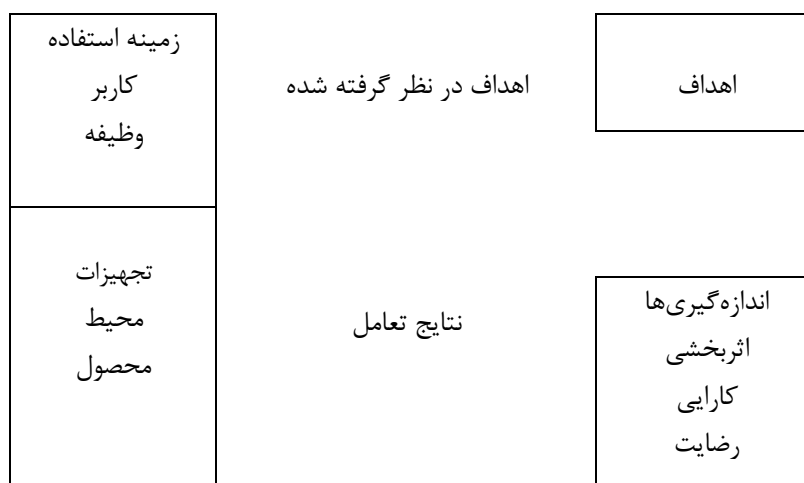 زمینه استفاده
کاربر
وظیفه
اهداف در نظر گرفته شده
اهداف
تجهیزات
محیط
محصول
نتایج تعامل
اندازه‌گیری‌ها
اثربخشی
کارایی
رضایت